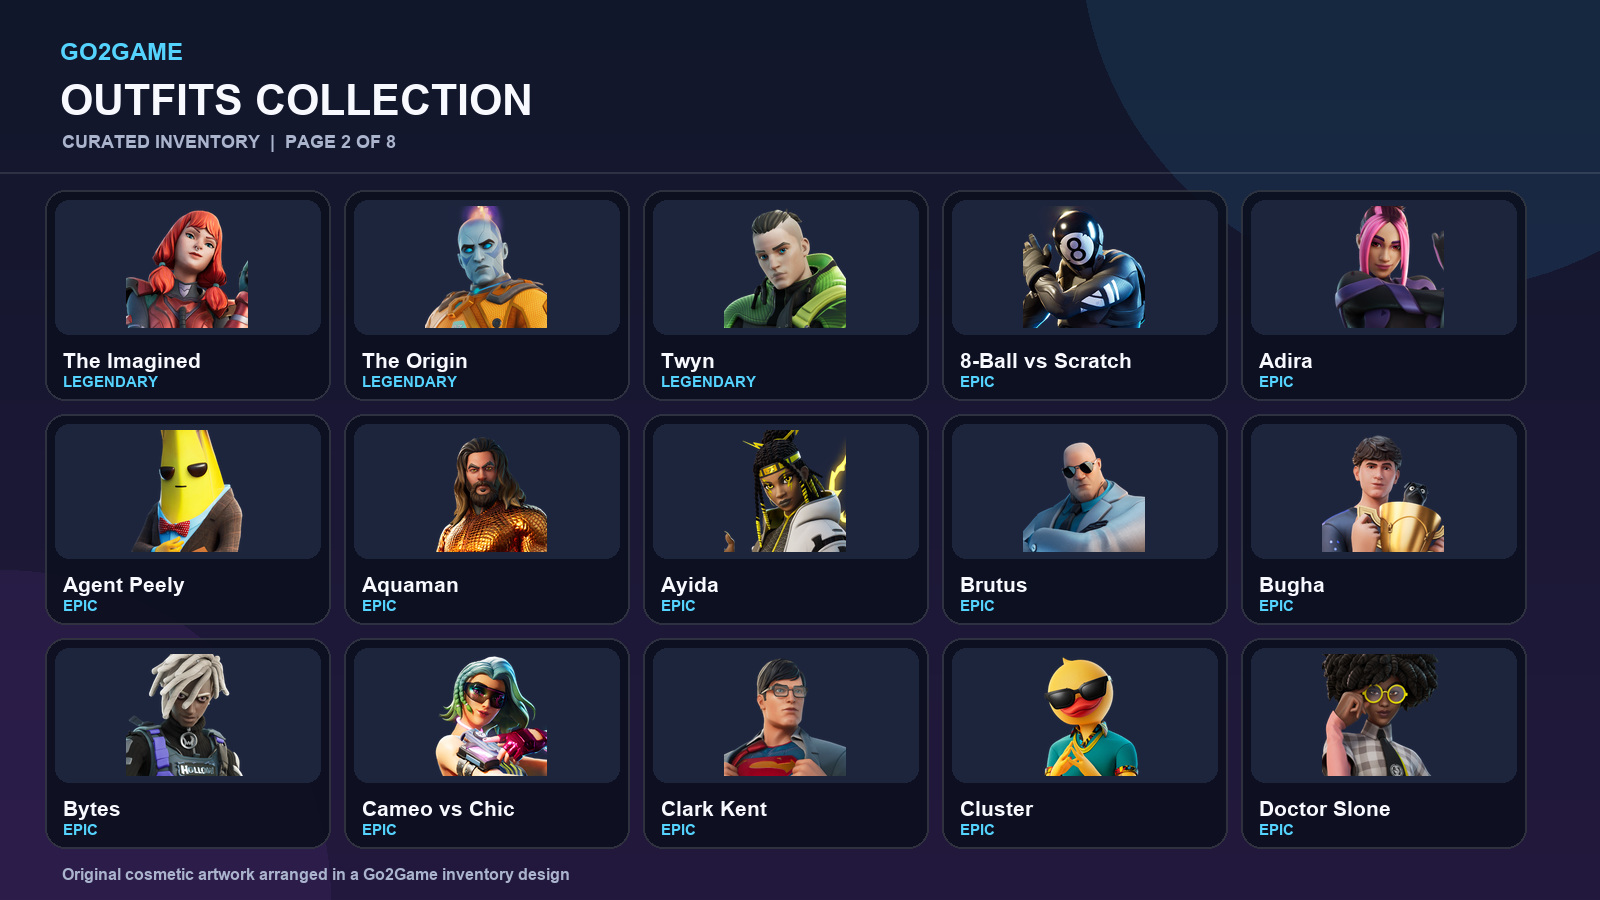 GO2GAME
OUTFITS COLLECTION
CURATED INVENTORY | PAGE 2 OF 8
The Imagined
LEGENDARY
The Origin
LEGENDARY
Twyn
LEGENDARY
8
8-Ball vs Scratch
EPIC
Adira
EPIC
Agent Peely
EPIC
Aquaman
EPIC
Ayida
EPIC
Brutus
EPIC
Bugha
EPIC
Bytes
EPIC
Cameo vs Chic
EPIC
Clark Kent
EPIC
Cluster
EPIC
Doctor Slone
EPIC
Original cosmetic artwork arranged in a Go2Game inventory design